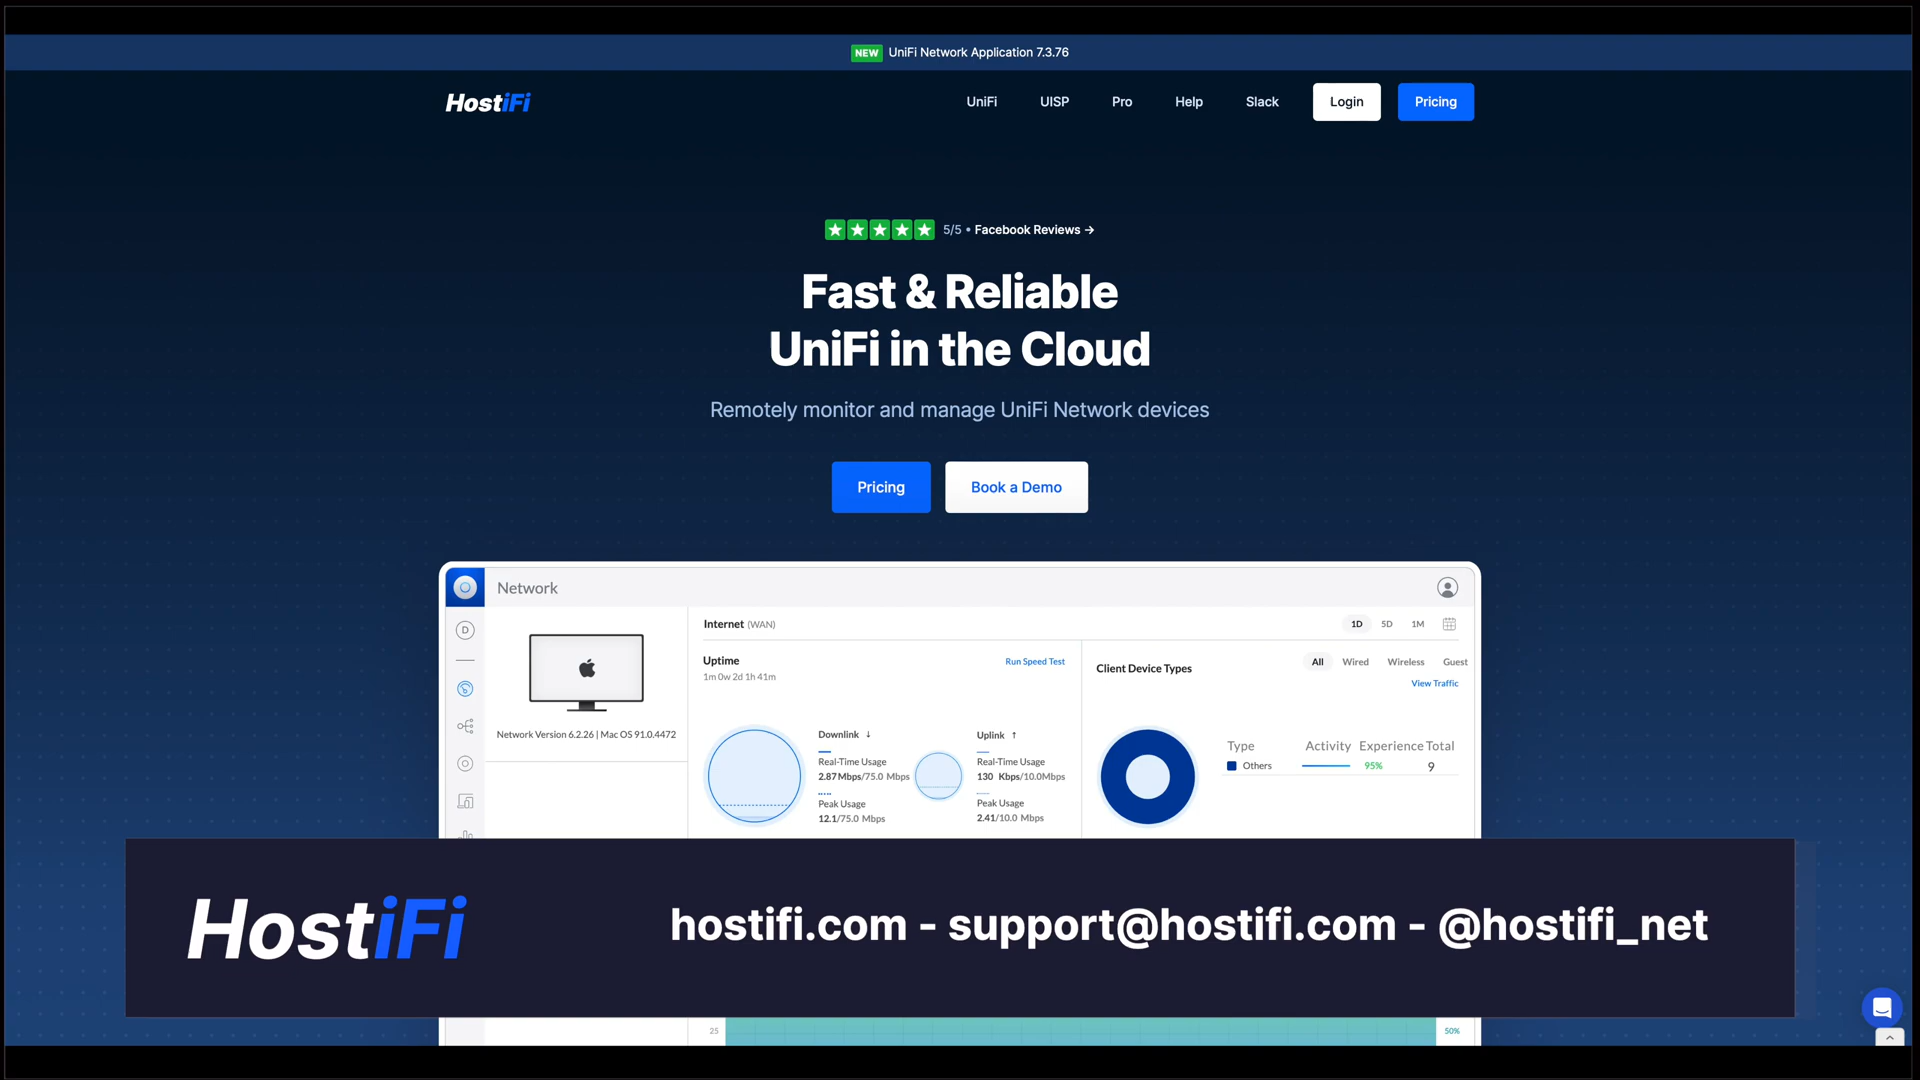 NEW UniFi Network Application 7.3.76
HostiFi UniFi UISP Pro Help Slack Login Pricing
5/5 • Facebook Reviews →
Fast & Reliable
UniFi in the Cloud
Remotely monitor and manage UniFi Network devices
Pricing Book a Demo
Network
D
Network Version 6.2.26 | Mac OS 91.0.4472
Internet (WAN) 1D 5D 1M
Uptime Run Speed Test
1m 0w 2d 1h 41m
Downlink ↓
Real-Time Usage
2.87 Mbps/75.0 Mbps
Peak Usage
12.1/75.0 Mbps
Uplink ↑
Real-Time Usage
130 Kbps/10.0Mbps
Peak Usage
2.41/10.0 Mbps
Client Device Types All Wired Wireless Guest
View Traffic
Type Activity Experience Total
Others 95% 9
HostiFi hostifi.com - support@hostifi.com - @hostifi_net
25 50%